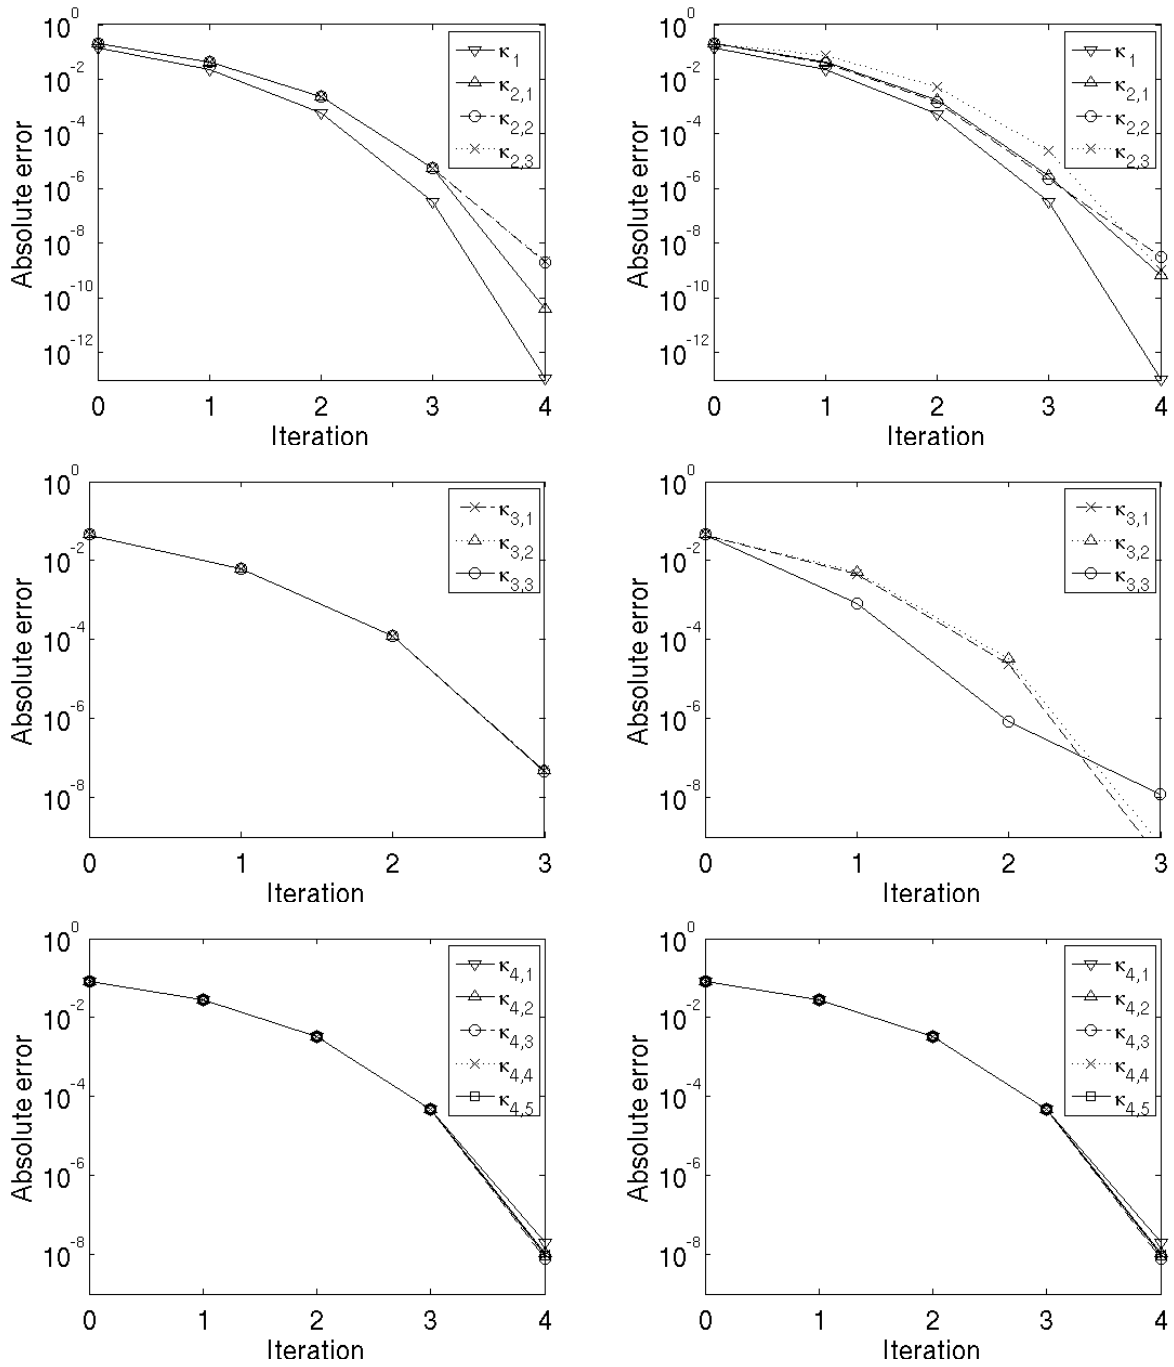 10^0
10^-2
10^-4
10^-6
10^-8
10^-10
10^-12
Absolute error
0 1 2 3 4
Iteration
κ_1
κ_2,1
κ_2,2
κ_2,3
10^0
10^-2
10^-4
10^-6
10^-8
10^-10
10^-12
Absolute error
0 1 2 3 4
Iteration
κ_1
κ_2,1
κ_2,2
κ_2,3
10^0
10^-2
10^-4
10^-6
10^-8
Absolute error
0 1 2 3
Iteration
κ_3,1
κ_3,2
κ_3,3
10^0
10^-2
10^-4
10^-6
10^-8
Absolute error
0 1 2 3
Iteration
κ_3,1
κ_3,2
κ_3,3
10^0
10^-2
10^-4
10^-6
10^-8
Absolute error
0 1 2 3 4
Iteration
κ_4,1
κ_4,2
κ_4,3
κ_4,4
κ_4,5
10^0
10^-2
10^-4
10^-6
10^-8
Absolute error
0 1 2 3 4
Iteration
κ_4,1
κ_4,2
κ_4,3
κ_4,4
κ_4,5